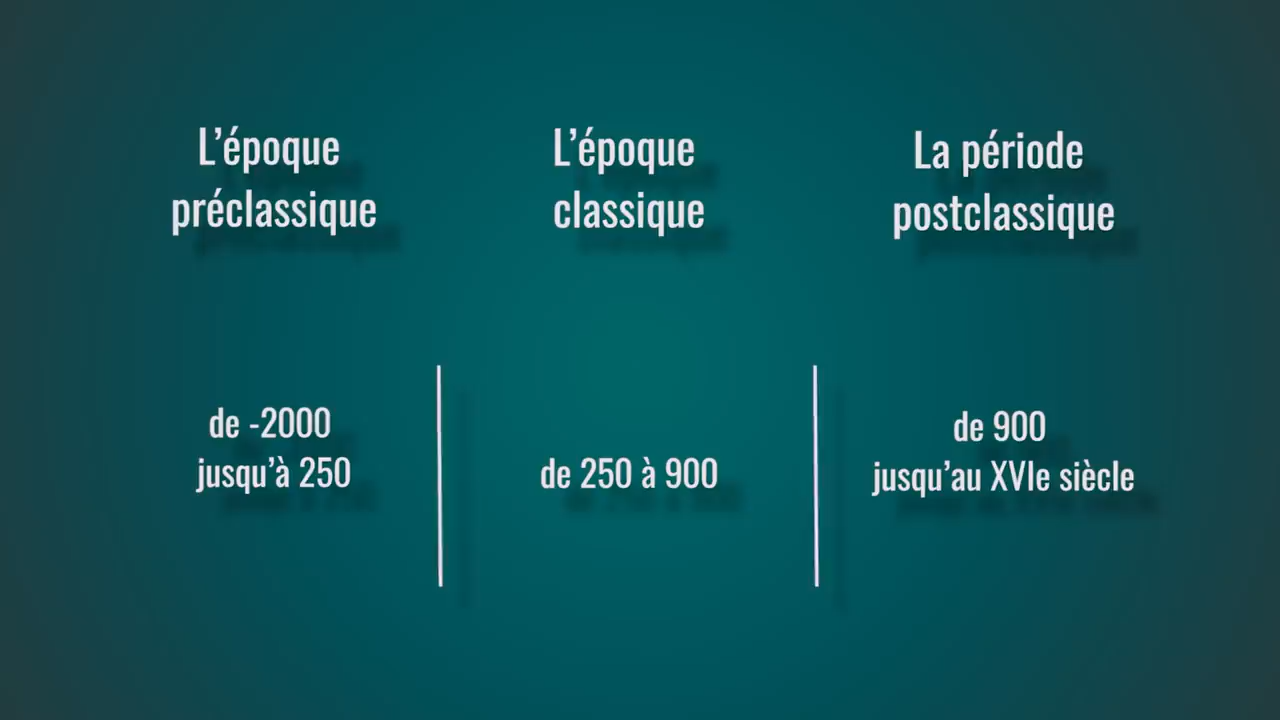 L’époque
préclassique
de -2000
jusqu’à 250
L’époque
classique
de 250 à 900
La période
postclassique
de 900
jusqu’au XVIe siècle